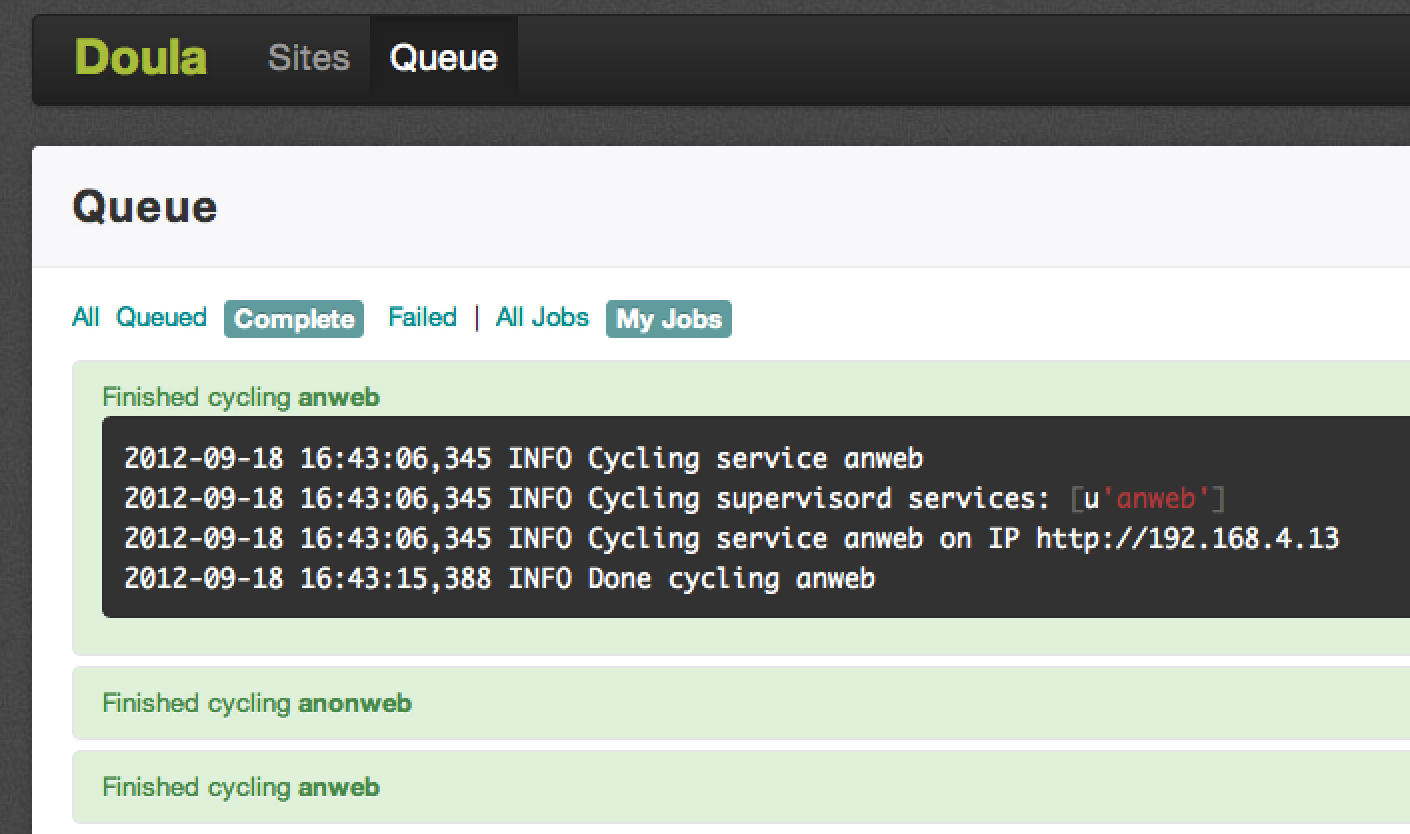 Doula Sites Queue
Queue
All Queued Complete Failed | All Jobs My Jobs
Finished cycling anweb
2012-09-18 16:43:06,345 INFO Cycling service anweb
2012-09-18 16:43:06,345 INFO Cycling supervisord services: [u'anweb']
2012-09-18 16:43:06,345 INFO Cycling service anweb on IP http://192.168.4.13
2012-09-18 16:43:15,388 INFO Done cycling anweb
Finished cycling anonweb
Finished cycling anweb